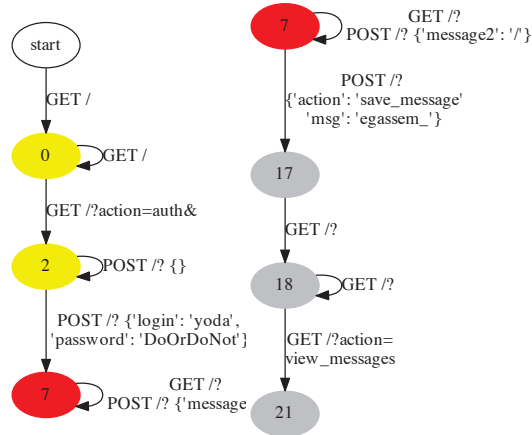 start
GET /
0
GET /
GET /?action=auth&
2
POST /? {}
POST /? {'login': 'yoda',
'password': 'DoOrDoNot'}
7
GET /?
POST /? {'message
7
GET /?
POST /? {'message2': '/'}
POST /?
{'action': 'save_message'
'msg': 'egassem_'}
17
GET /?
18
GET /?
GET /?action=
view_messages
21